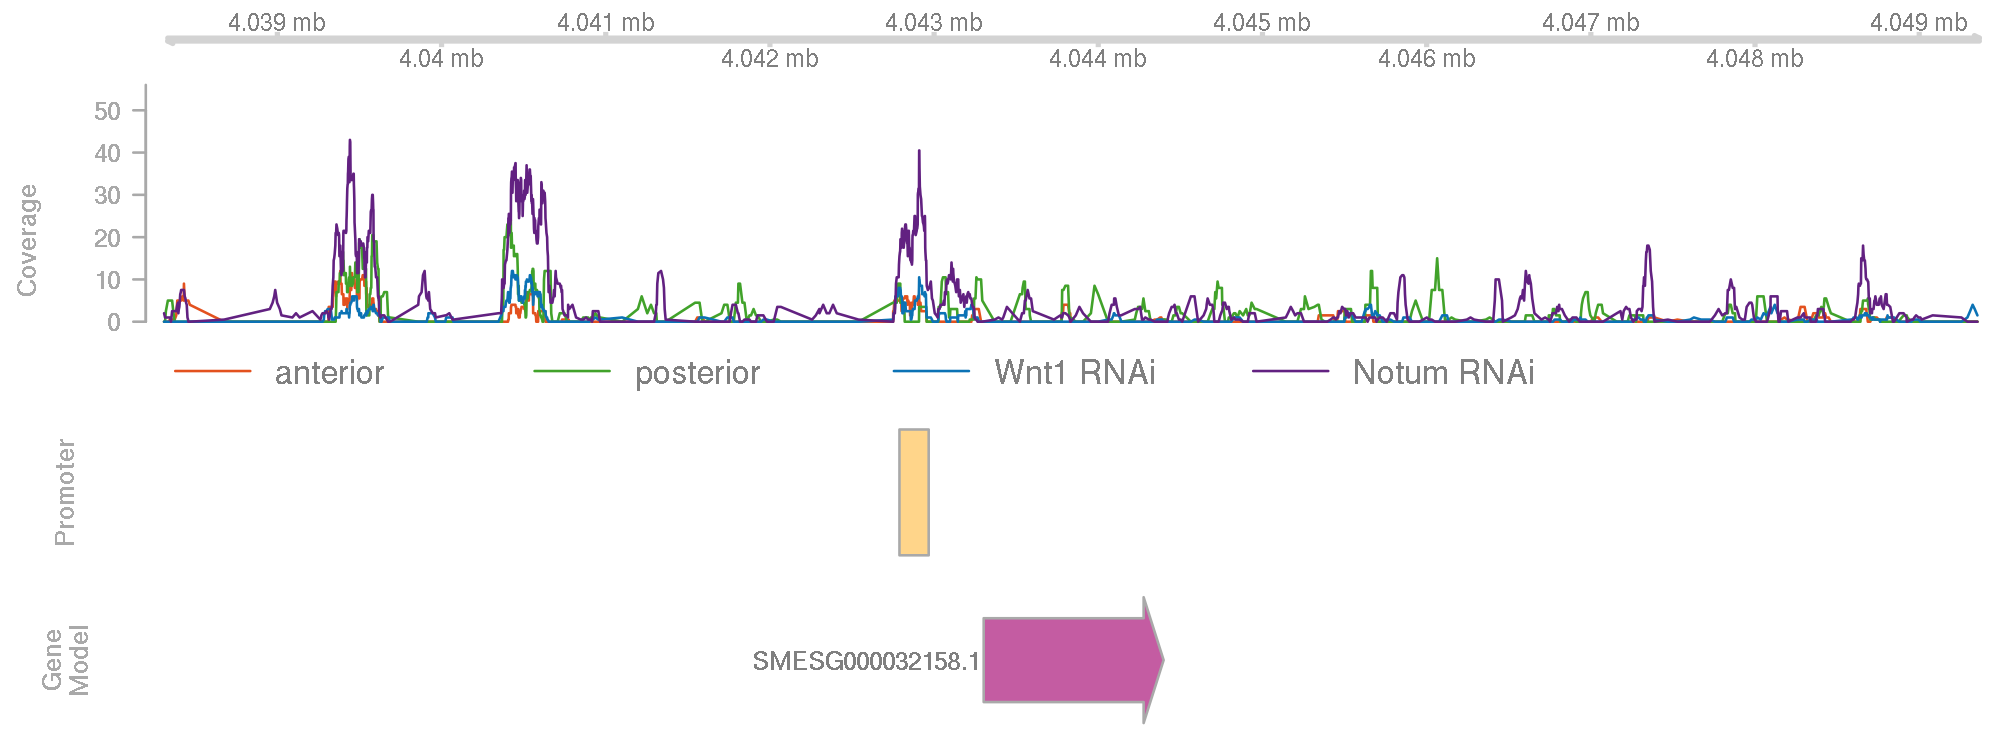 4.039 mb 4.041 mb 4.043 mb 4.045 mb 4.047 mb 4.049 mb
4.04 mb 4.042 mb 4.044 mb 4.046 mb 4.048 mb
Coverage
50
40
30
20
10
0
anterior posterior Wnt1 RNAi Notum RNAi
Promoter
Gene
Model
SMESG000032158.1